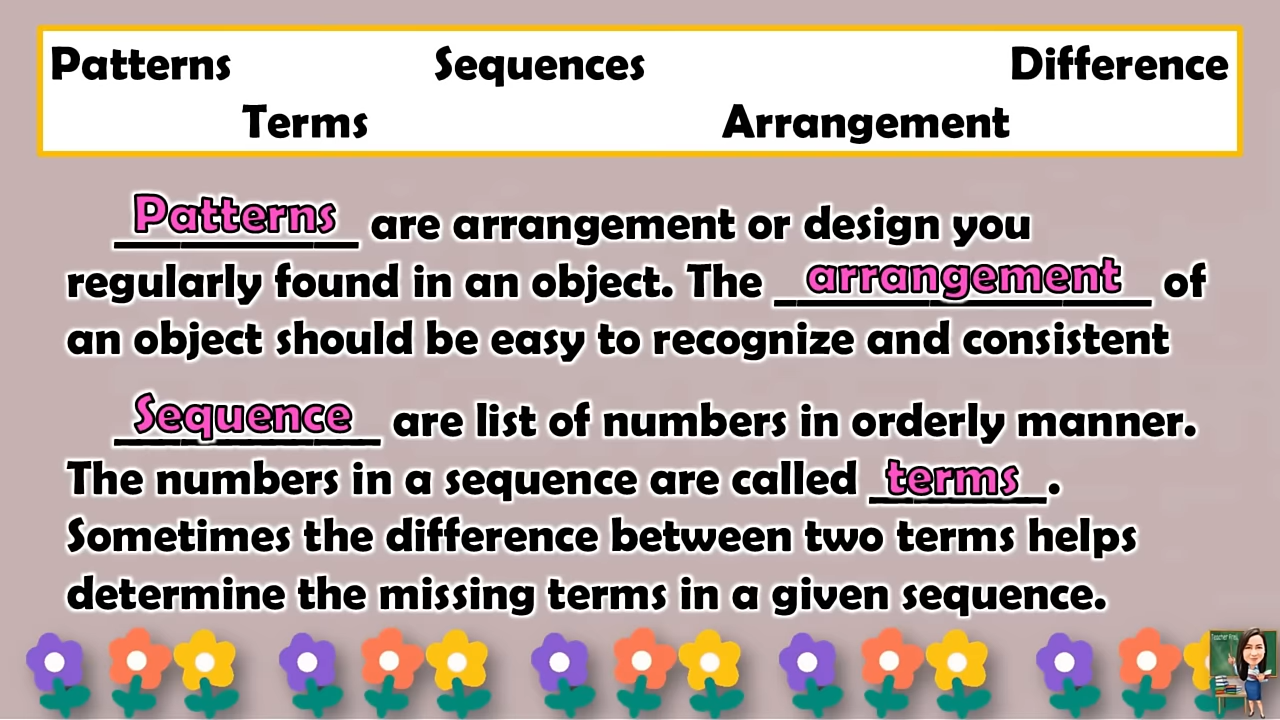 Patterns Sequences Difference
Terms Arrangement
Patterns are arrangement or design you
regularly found in an object. The arrangement of
an object should be easy to recognize and consistent
Sequence are list of numbers in orderly manner.
The numbers in a sequence are called terms.
Sometimes the difference between two terms helps
determine the missing terms in a given sequence.